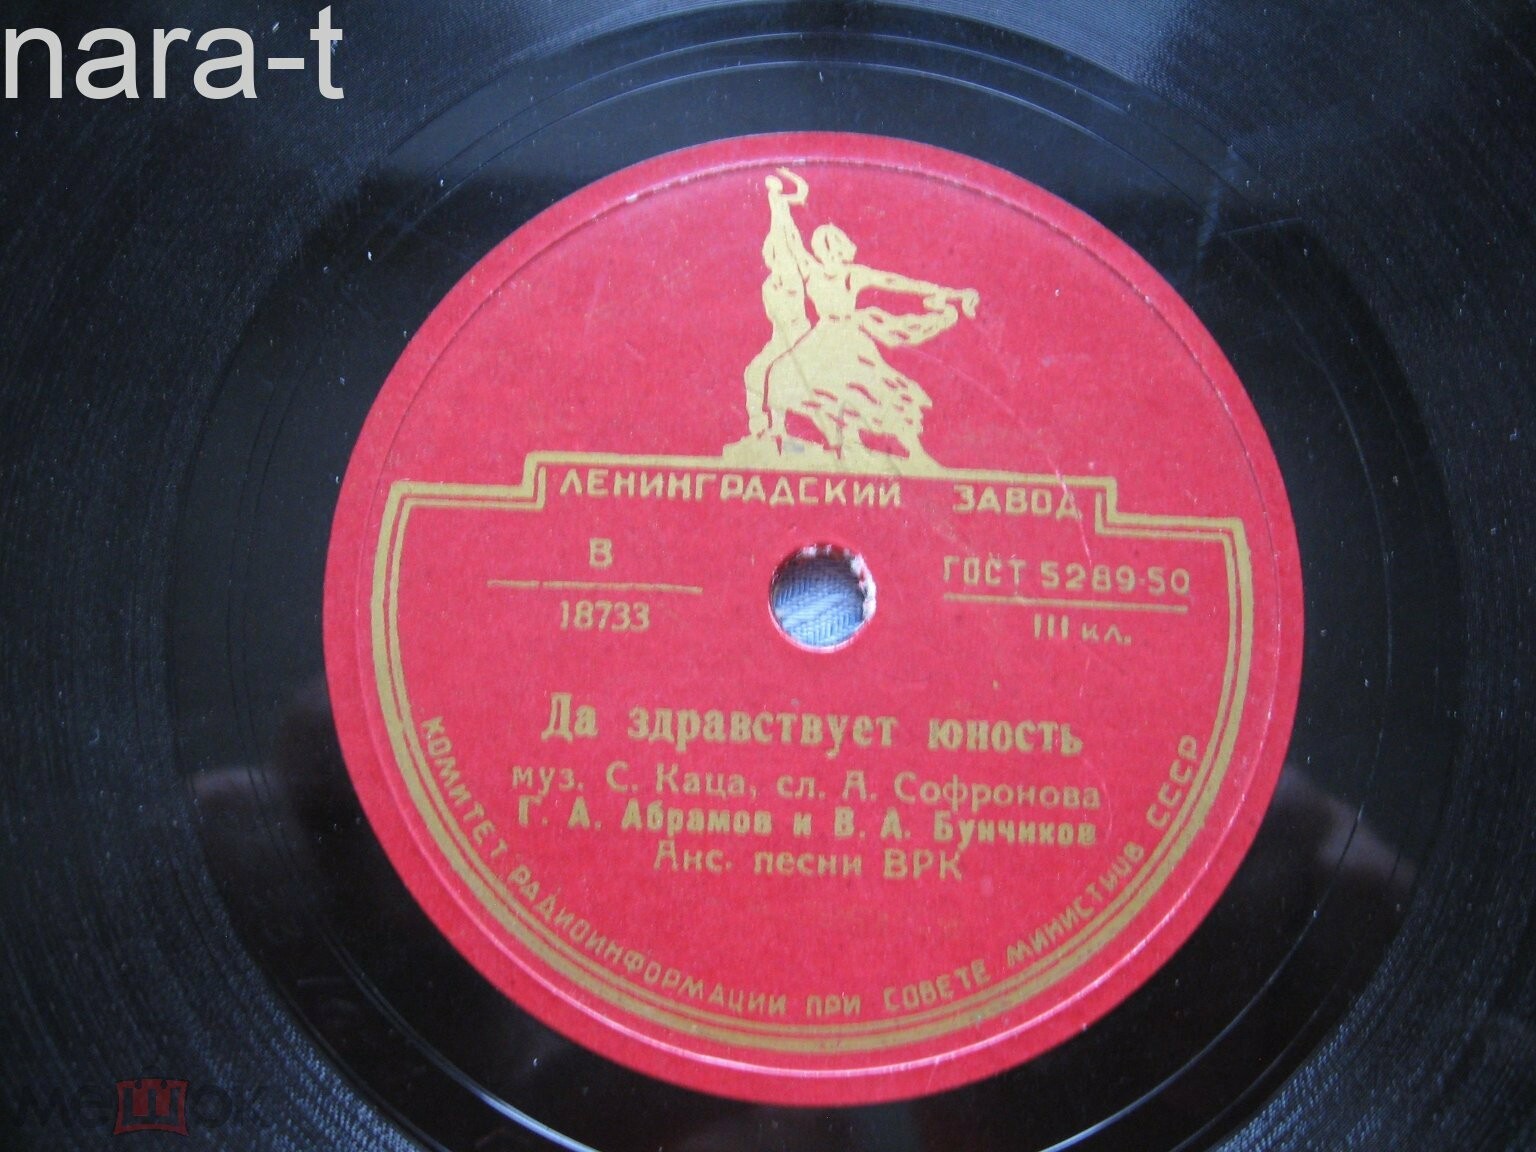 nara-t
ЛЕНИНГРАДСКИЙ ЗАВОД
В
18733
ГОСТ 5289-50
III кл.
Да здравствует юность
муз. С. Каца, сл. А. Софронова
Г. А. Абрамов и В. А. Бунчиков
Анс. песни ВРК
КОМИТЕТ РАДИОИНФОРМАЦИИ ПРИ СОВЕТЕ МИНИСТРОВ СССР
мешок